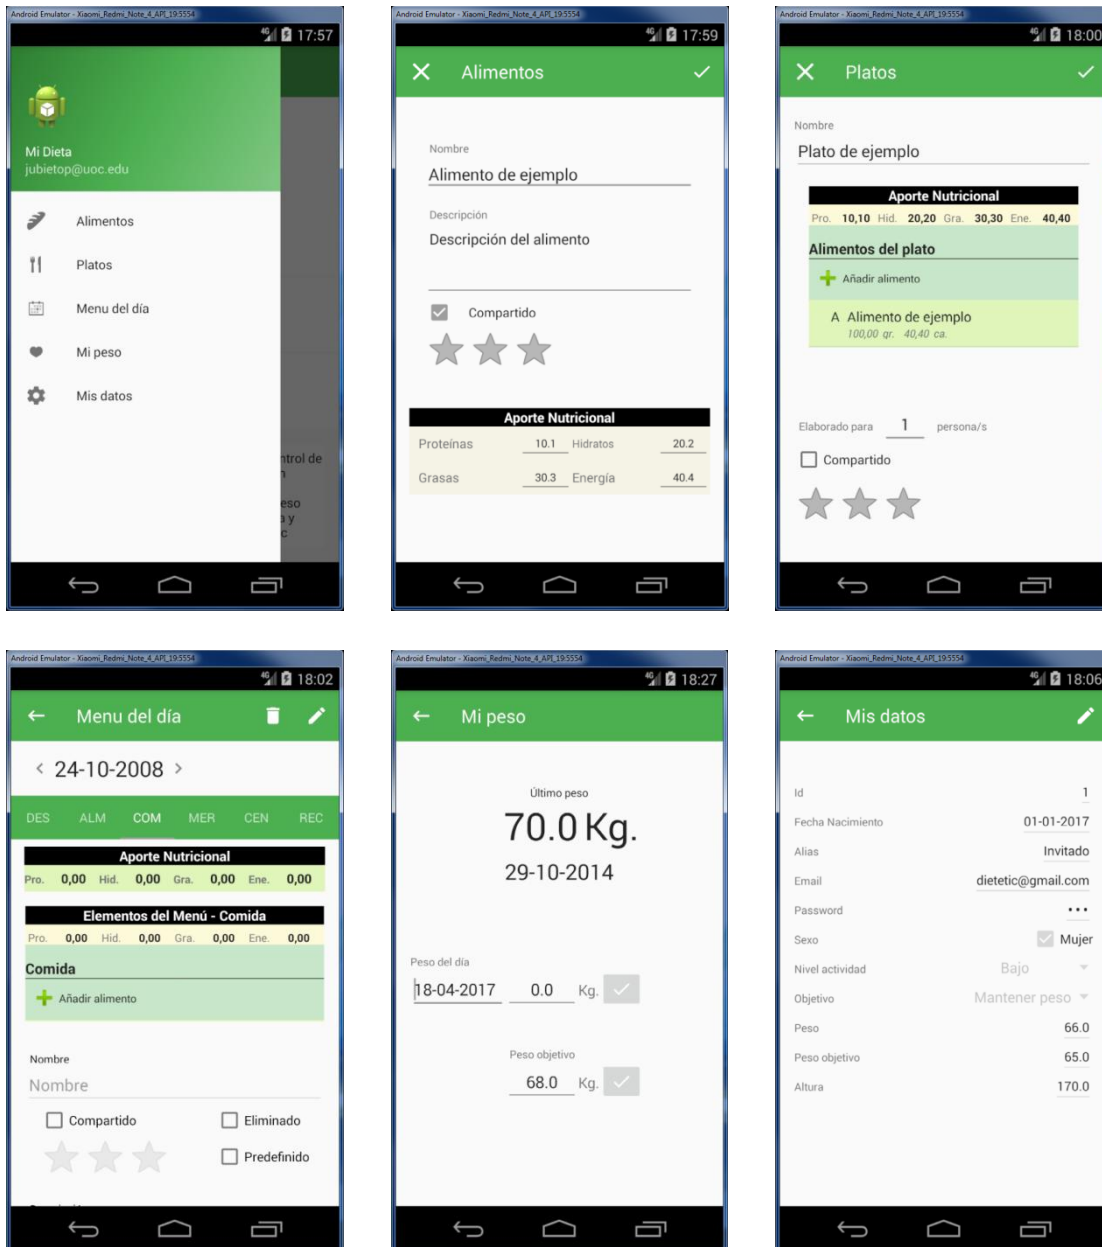 Android Emulator - Xiaomi_Redmi_Note_4_API_19:5554
4G 17:57
Mi Dieta
jubietop@uoc.edu
Alimentos
Platos
Menu del día
Mi peso
Mis datos
ntrol de
eso
a y
c
Android Emulator - Xiaomi_Redmi_Note_4_API_19:5554
4G 17:59
Alimentos
Nombre
Alimento de ejemplo
Descripción
Descripción del alimento
Compartido
Aporte Nutricional
Proteínas 10.1 Hidratos 20.2
Grasas 30.3 Energía 40.4
Android Emulator - Xiaomi_Redmi_Note_4_API_19:5554
4G 18:00
Platos
Nombre
Plato de ejemplo
Aporte Nutricional
Pro. 10,10 Hid. 20,20 Gra. 30,30 Ene. 40,40
Alimentos del plato
Añadir alimento
A Alimento de ejemplo
100,00 gr. 40,40 ca.
Elaborado para 1 persona/s
Compartido
Android Emulator - Xiaomi_Redmi_Note_4_API_19:5554
4G 18:02
Menu del día
< 24-10-2008 >
DES ALM COM MER CEN REC
Aporte Nutricional
Pro. 0,00 Hid. 0,00 Gra. 0,00 Ene. 0,00
Elementos del Menú - Comida
Pro. 0,00 Hid. 0,00 Gra. 0,00 Ene. 0,00
Comida
Añadir alimento
Nombre
Nombre
Compartido Eliminado
Predefinido
Android Emulator - Xiaomi_Redmi_Note_4_API_19:5554
4G 18:27
Mi peso
Último peso
70.0 Kg.
29-10-2014
Peso del día
18-04-2017 0.0 Kg.
Peso objetivo
68.0 Kg.
Android Emulator - Xiaomi_Redmi_Note_4_API_19:5554
4G 18:06
Mis datos
Id 1
Fecha Nacimiento 01-01-2017
Alias Invitado
Email dietetic@gmail.com
Password •••
Sexo Mujer
Nivel actividad Bajo
Objetivo Mantener peso
Peso 66.0
Peso objetivo 65.0
Altura 170.0